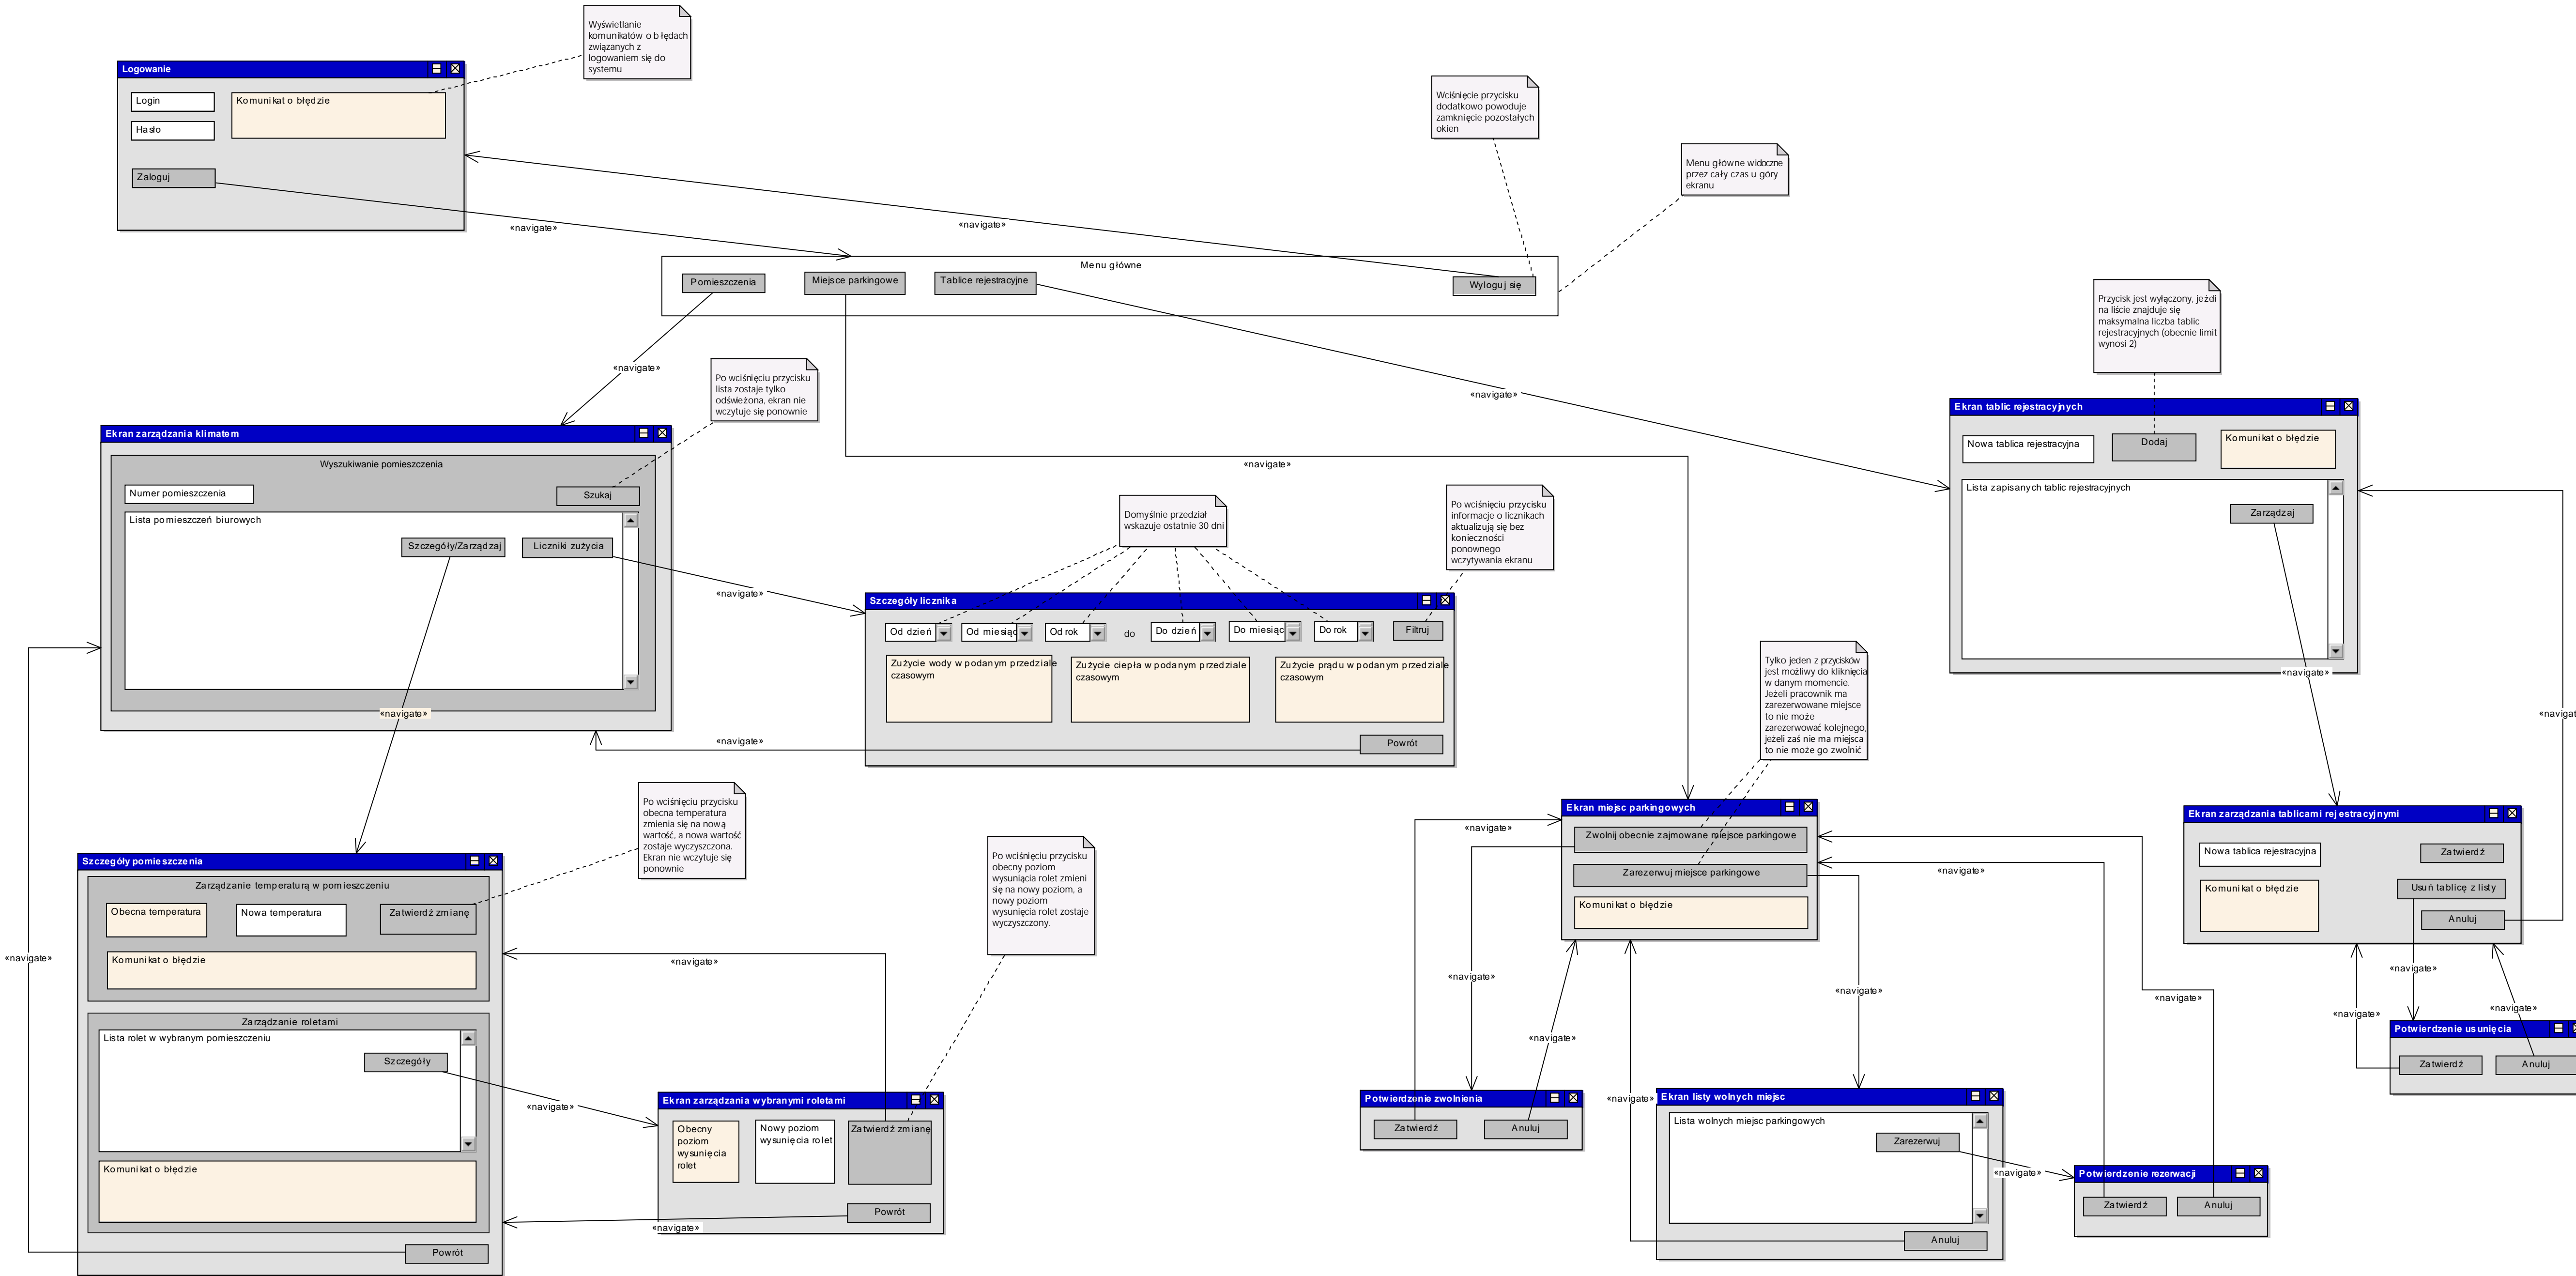 Wyświetlanie
komunikatów o błędach
związanych z
logowaniem się do
systemu
Logowanie
Login
Komunikat o błędzie
Hasło
Zaloguj
«navigate»
«navigate»
Wciśnięcie przycisku
dodatkowo powoduje
zamknięcie pozostałych
okien
Menu główne widoczne
przez cały czas u góry
ekranu
Menu główne
Pomieszczenia
Miejsce parkingowe
Tablice rejestracyjne
Wyloguj się
«navigate»
«navigate»
«navigate»
Po wciśnięciu przycisku
lista zostaje tylko
odświeżona, ekran nie
wczytuje się ponownie
Ekran zarządzania klimatem
Wyszukiwanie pomieszczenia
Numer pomieszczenia
Szukaj
Lista pomieszczeń biurowych
Szczegóły/Zarządzaj
Liczniki zużycia
«navigate»
«navigate»
«navigate»
Domyślnie przedział
wskazuje ostatnie 30 dni
Po wciśnięciu przycisku
informacje o licznikach
aktualizują się bez
konieczności
ponownego
wczytywania ekranu
Szczegóły licznika
Od dzień
Od miesiąc
Od rok
do
Do dzień
Do miesiąc
Do rok
Filtruj
Zużycie wody w podanym przedziale
czasowym
Zużycie ciepła w podanym przedziale
czasowym
Zużycie prądu w podanym przedziale
czasowym
Powrót
Przycisk jest wyłączony, jeżeli
na liście znajduje się
maksymalna liczba tablic
rejestracyjnych (obecnie limit
wynosi 2)
Ekran tablic rejestracyjnych
Nowa tablica rejestracyjna
Dodaj
Komunikat o błędzie
Lista zapisanych tablic rejestracyjnych
Zarządzaj
«navigate»
«navigat
Tylko jeden z przycisków
jest możliwy do kliknięcia
w danym momencie.
Jeżeli pracownik ma
zarezerwowane miejsce
to nie może
zarezerwować kolejnego,
jeżeli zaś nie ma miejsca
to nie może go zwolnić
Po wciśnięciu przycisku
obecna temperatura
zmienia się na nową
wartość, a nowa wartość
zostaje wyczyszczona.
Ekran nie wczytuje się
ponownie
Po wciśnięciu przycisku
obecny poziom
wysuniącia rolet zmieni
się na nowy poziom, a
nowy poziom
wysunięcia rolet zostaje
wyczyszczony.
Szczegóły pomieszczenia
Zarządzanie temperaturą w pomieszczeniu
Obecna temperatura
Nowa temperatura
Zatwierdź zmianę
Komunikat o błędzie
Zarządzanie roletami
Lista rolet w wybranym pomieszczeniu
Szczegóły
Komunikat o błędzie
Powrót
«navigate»
«navigate»
«navigate»
«navigate»
Ekran zarządzania wybranymi roletami
Obecny
poziom
wysunięcia
rolet
Nowy poziom
wysunięcia rolet
Zatwierdź zmianę
Powrót
Ekran miejsc parkingowych
Zwolnij obecnie zajmowane miejsce parkingowe
Zarezerwuj miejsce parkingowe
Komunikat o błędzie
«navigate»
«navigate»
«navigate»
«navigate»
«navigate»
«navigate»
«navigate»
«navigate»
Potwierdzenie zwolnienia
Zatwierdź
Anuluj
Ekran listy wolnych miejsc
Lista wolnych miejsc parkingowych
Zarezerwuj
Anuluj
Potwierdzenie rezerwacji
Zatwierdź
Anuluj
Ekran zarządzania tablicami rejestracyjnymi
Nowa tablica rejestracyjna
Zatwierdź
Komunikat o błędzie
Usuń tablicę z listy
Anuluj
«navigate»
«navigate»
«navigate»
Potwierdzenie usunięcia
Zatwierdź
Anuluj